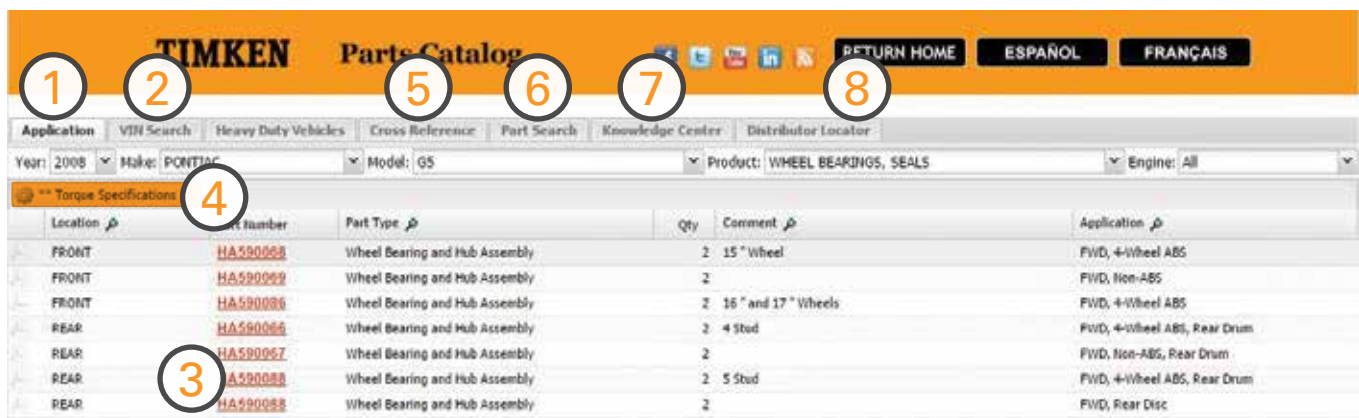 TIMKEN Parts Catalog f t You Tube in RETURN HOME ESPAÑOL FRANÇAIS
1 2 5 6 7 8
Application VIN Search Heavy Duty Vehicles Cross Reference Part Search Knowledge Center Distributor Locator
Year: 2008 Make: PONTIAC Model: G5 Product: WHEEL BEARINGS, SEALS Engine: All
** Torque Specifications 4
Location Number Part Type Qty Comment Application
FRONT HA590068 Wheel Bearing and Hub Assembly 2 15 " Wheel FWD, 4-Wheel ABS
FRONT HA590069 Wheel Bearing and Hub Assembly 2 FWD, Non-ABS
FRONT HA590086 Wheel Bearing and Hub Assembly 2 16 " and 17 " Wheels FWD, 4-Wheel ABS
REAR HA590066 Wheel Bearing and Hub Assembly 2 4 Stud FWD, 4-Wheel ABS, Rear Drum
REAR HA590067 Wheel Bearing and Hub Assembly 2 FWD, Non-ABS, Rear Drum
REAR 3 A590088 Wheel Bearing and Hub Assembly 2 5 Stud FWD, 4-Wheel ABS, Rear Drum
REAR HA590088 Wheel Bearing and Hub Assembly 2 FWD, Rear Disc